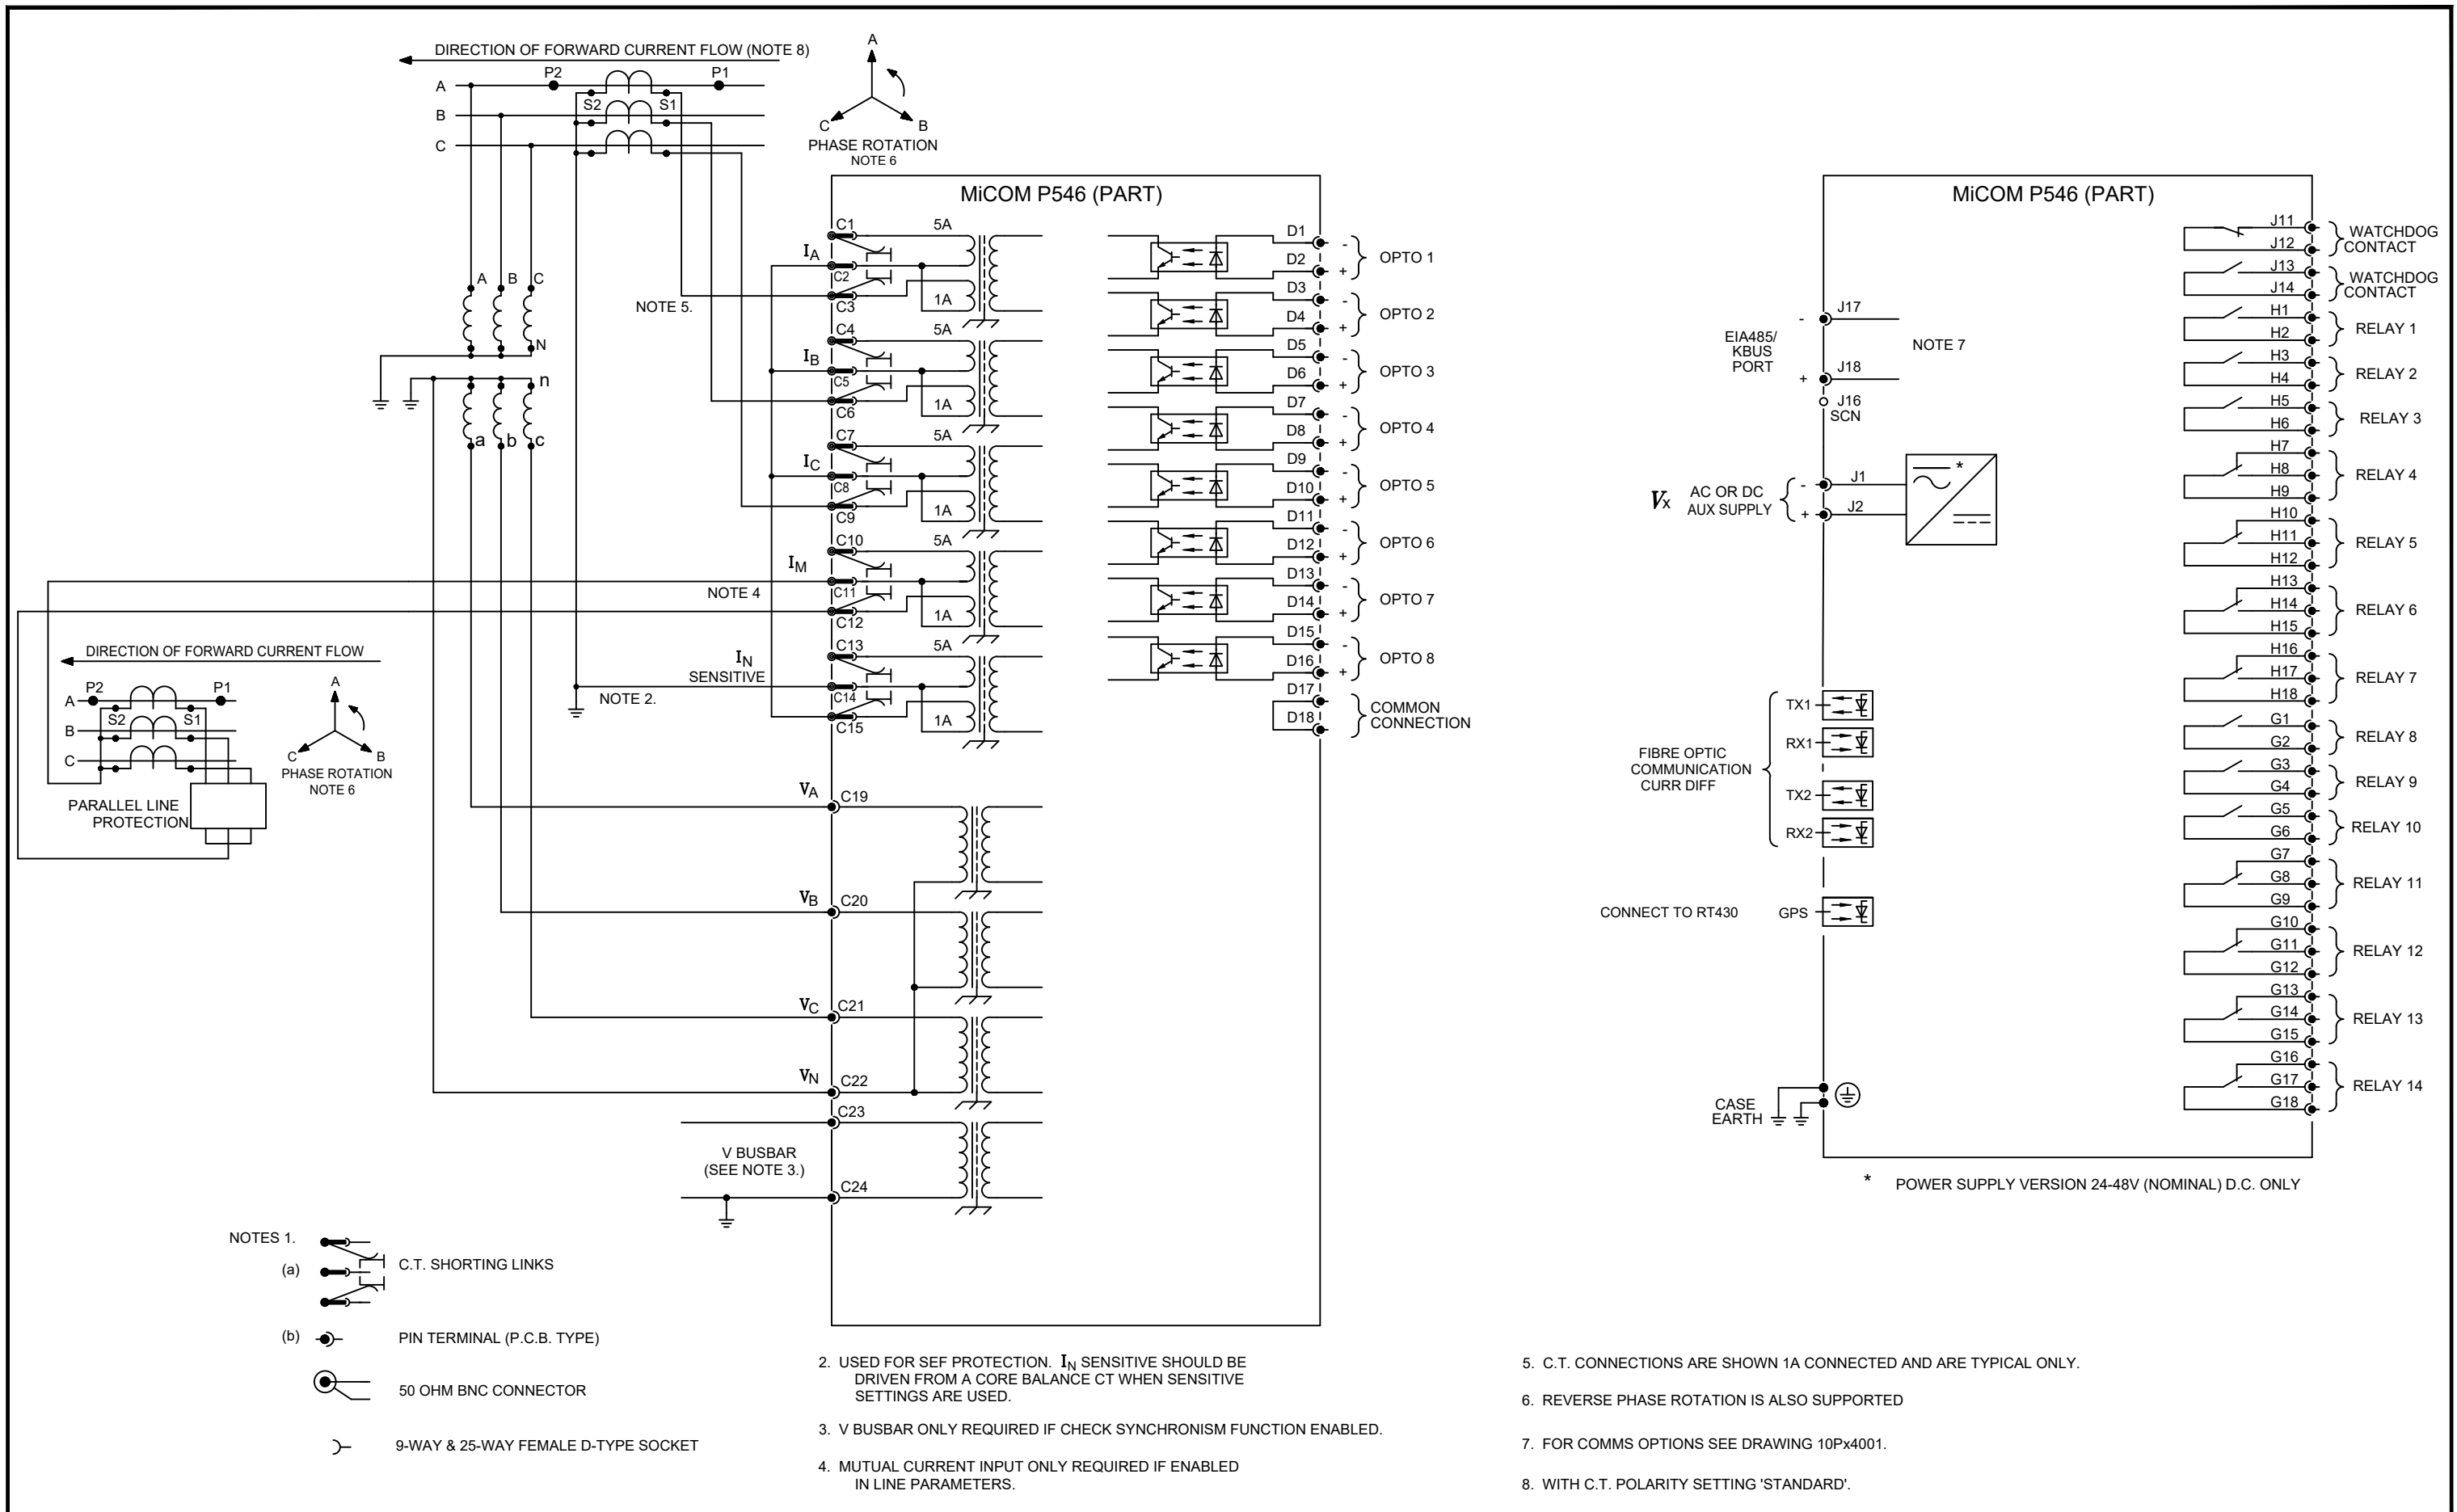 DIRECTION OF FORWARD CURRENT FLOW (NOTE 8)
A
P2
P1
A
S2
S1
B
C
C
B
PHASE ROTATION
NOTE 6
A
B
C
N
n
a
b
c
NOTE 5.
NOTE 4
NOTE 2.
DIRECTION OF FORWARD CURRENT FLOW
A
P2
P1
A
S2
S1
B
C
C
B
PHASE ROTATION
NOTE 6
PARALLEL LINE
PROTECTION
MiCOM P546 (PART)
C1
5A
IA
C2
1A
C3
C4
5A
IB
C5
1A
C6
C7
5A
IC
C8
1A
C9
C10
5A
IM
C11
1A
C12
C13
5A
IN
SENSITIVE
C14
1A
C15
VA
C19
VB
C20
VC
C21
VN
C22
C23
V BUSBAR
(SEE NOTE 3.)
C24
D1
-
D2
+
OPTO 1
D3
-
D4
+
OPTO 2
D5
-
D6
+
OPTO 3
D7
-
D8
+
OPTO 4
D9
-
D10
+
OPTO 5
D11
-
D12
+
OPTO 6
D13
-
D14
+
OPTO 7
D15
-
D16
+
OPTO 8
D17
D18
COMMON
CONNECTION
MiCOM P546 (PART)
-
J17
EIA485/
KBUS
PORT
NOTE 7
+
J18
J16
SCN
Vx
AC OR DC
AUX SUPPLY
-
J1
+
J2
*
TX1
RX1
FIBRE OPTIC
COMMUNICATION
CURR DIFF
TX2
RX2
CONNECT TO RT430
GPS
CASE
EARTH
J11
J12
WATCHDOG
CONTACT
J13
J14
WATCHDOG
CONTACT
H1
H2
RELAY 1
H3
H4
RELAY 2
H5
H6
RELAY 3
H7
H8
H9
RELAY 4
H10
H11
H12
RELAY 5
H13
H14
H15
RELAY 6
H16
H17
H18
RELAY 7
G1
G2
RELAY 8
G3
G4
RELAY 9
G5
G6
RELAY 10
G7
G8
G9
RELAY 11
G10
G11
G12
RELAY 12
G13
G14
G15
RELAY 13
G16
G17
G18
RELAY 14
* POWER SUPPLY VERSION 24-48V (NOMINAL) D.C. ONLY
NOTES 1.
(a)
C.T. SHORTING LINKS
(b)
PIN TERMINAL (P.C.B. TYPE)
50 OHM BNC CONNECTOR
9-WAY & 25-WAY FEMALE D-TYPE SOCKET
2. USED FOR SEF PROTECTION. IN SENSITIVE SHOULD BE
DRIVEN FROM A CORE BALANCE CT WHEN SENSITIVE
SETTINGS ARE USED.
3. V BUSBAR ONLY REQUIRED IF CHECK SYNCHRONISM FUNCTION ENABLED.
4. MUTUAL CURRENT INPUT ONLY REQUIRED IF ENABLED
IN LINE PARAMETERS.
5. C.T. CONNECTIONS ARE SHOWN 1A CONNECTED AND ARE TYPICAL ONLY.
6. REVERSE PHASE ROTATION IS ALSO SUPPORTED
7. FOR COMMS OPTIONS SEE DRAWING 10Px4001.
8. WITH C.T. POLARITY SETTING 'STANDARD'.